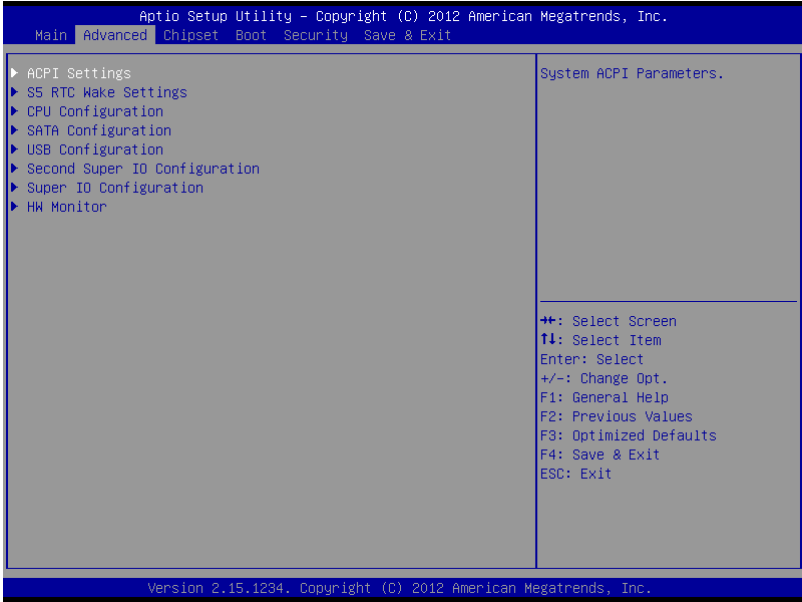 Aptio Setup Utility – Copyright (C) 2012 American Megatrends, Inc.
Main Advanced Chipset Boot Security Save & Exit
ACPI Settings
S5 RTC Wake Settings
CPU Configuration
SATA Configuration
USB Configuration
Second Super IO Configuration
Super IO Configuration
HW Monitor
System ACPI Parameters.
→←: Select Screen
↑↓: Select Item
Enter: Select
+/-: Change Opt.
F1: General Help
F2: Previous Values
F3: Optimized Defaults
F4: Save & Exit
ESC: Exit
Version 2.15.1234. Copyright (C) 2012 American Megatrends, Inc.